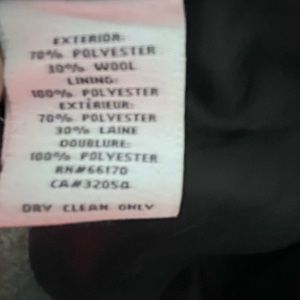 EXTERIOR:
70% POLYESTER
30% WOOL
LINING:
100% POLYESTER
EXTÉRIEUR:
70% POLYESTER
30% LAINE
DOUBLURE:
100% POLYESTER
RN#66170
CA#32050
DRY CLEAN ONLY